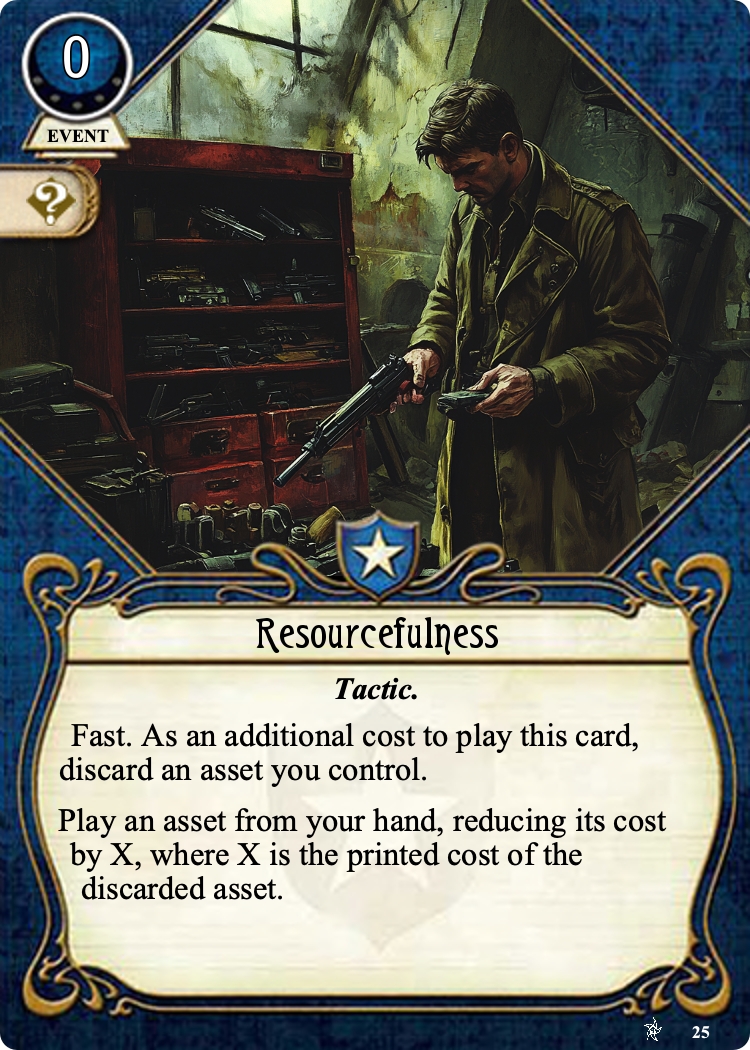 0
EVENT
?
Resourcefulness
Tactic.
Fast. As an additional cost to play this card,
discard an asset you control.
Play an asset from your hand, reducing its cost
by X, where X is the printed cost of the
discarded asset.
25